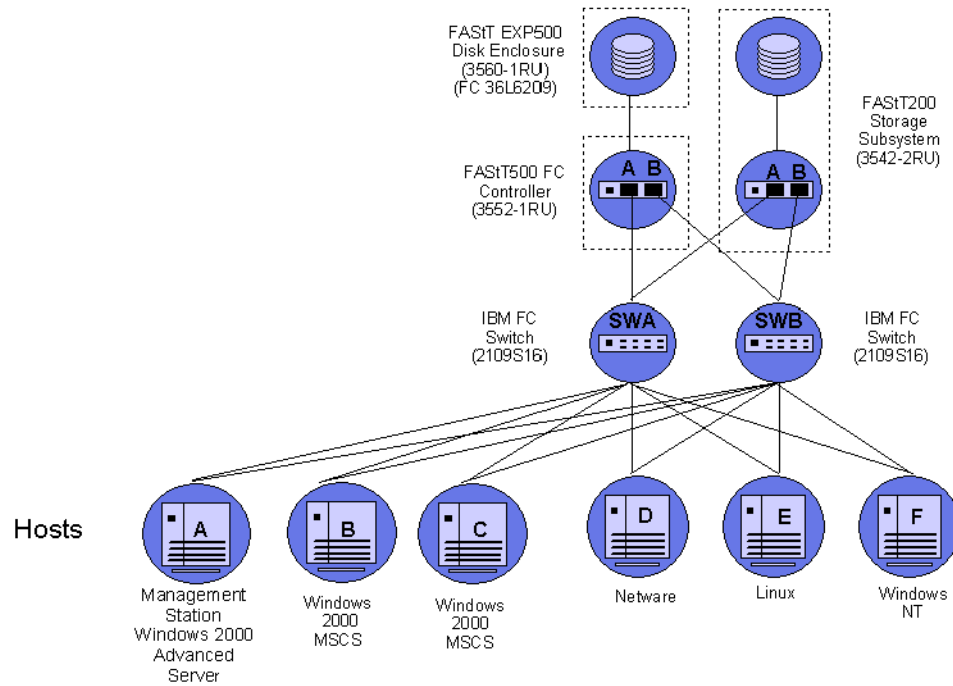 FAStT EXP500
Disk Enclosure
(3560-1RU)
(FC 36L6209)
FAStT200
Storage
Subsystem
(3542-2RU)
FAStT500 FC
Controller
(3552-1RU)
A B
A B
IBM FC
Switch
(2109S16)
SWA
SWB
IBM FC
Switch
(2109S16)
Hosts
A
B
C
D
E
F
Management
Station
Windows 2000
Advanced
Server
Windows
2000
MSCS
Windows
2000
MSCS
Netware
Linux
Windows
NT